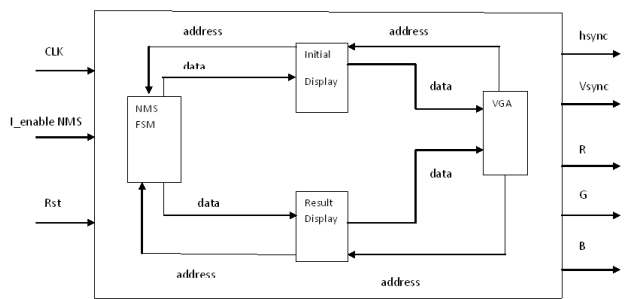 address
address
hsync
CLK
data
Initial
Display
data
Vsync
I_enable NMS
NMS
FSM
VGA
R
data
Rst
data
Result
Display
G
B
address
address